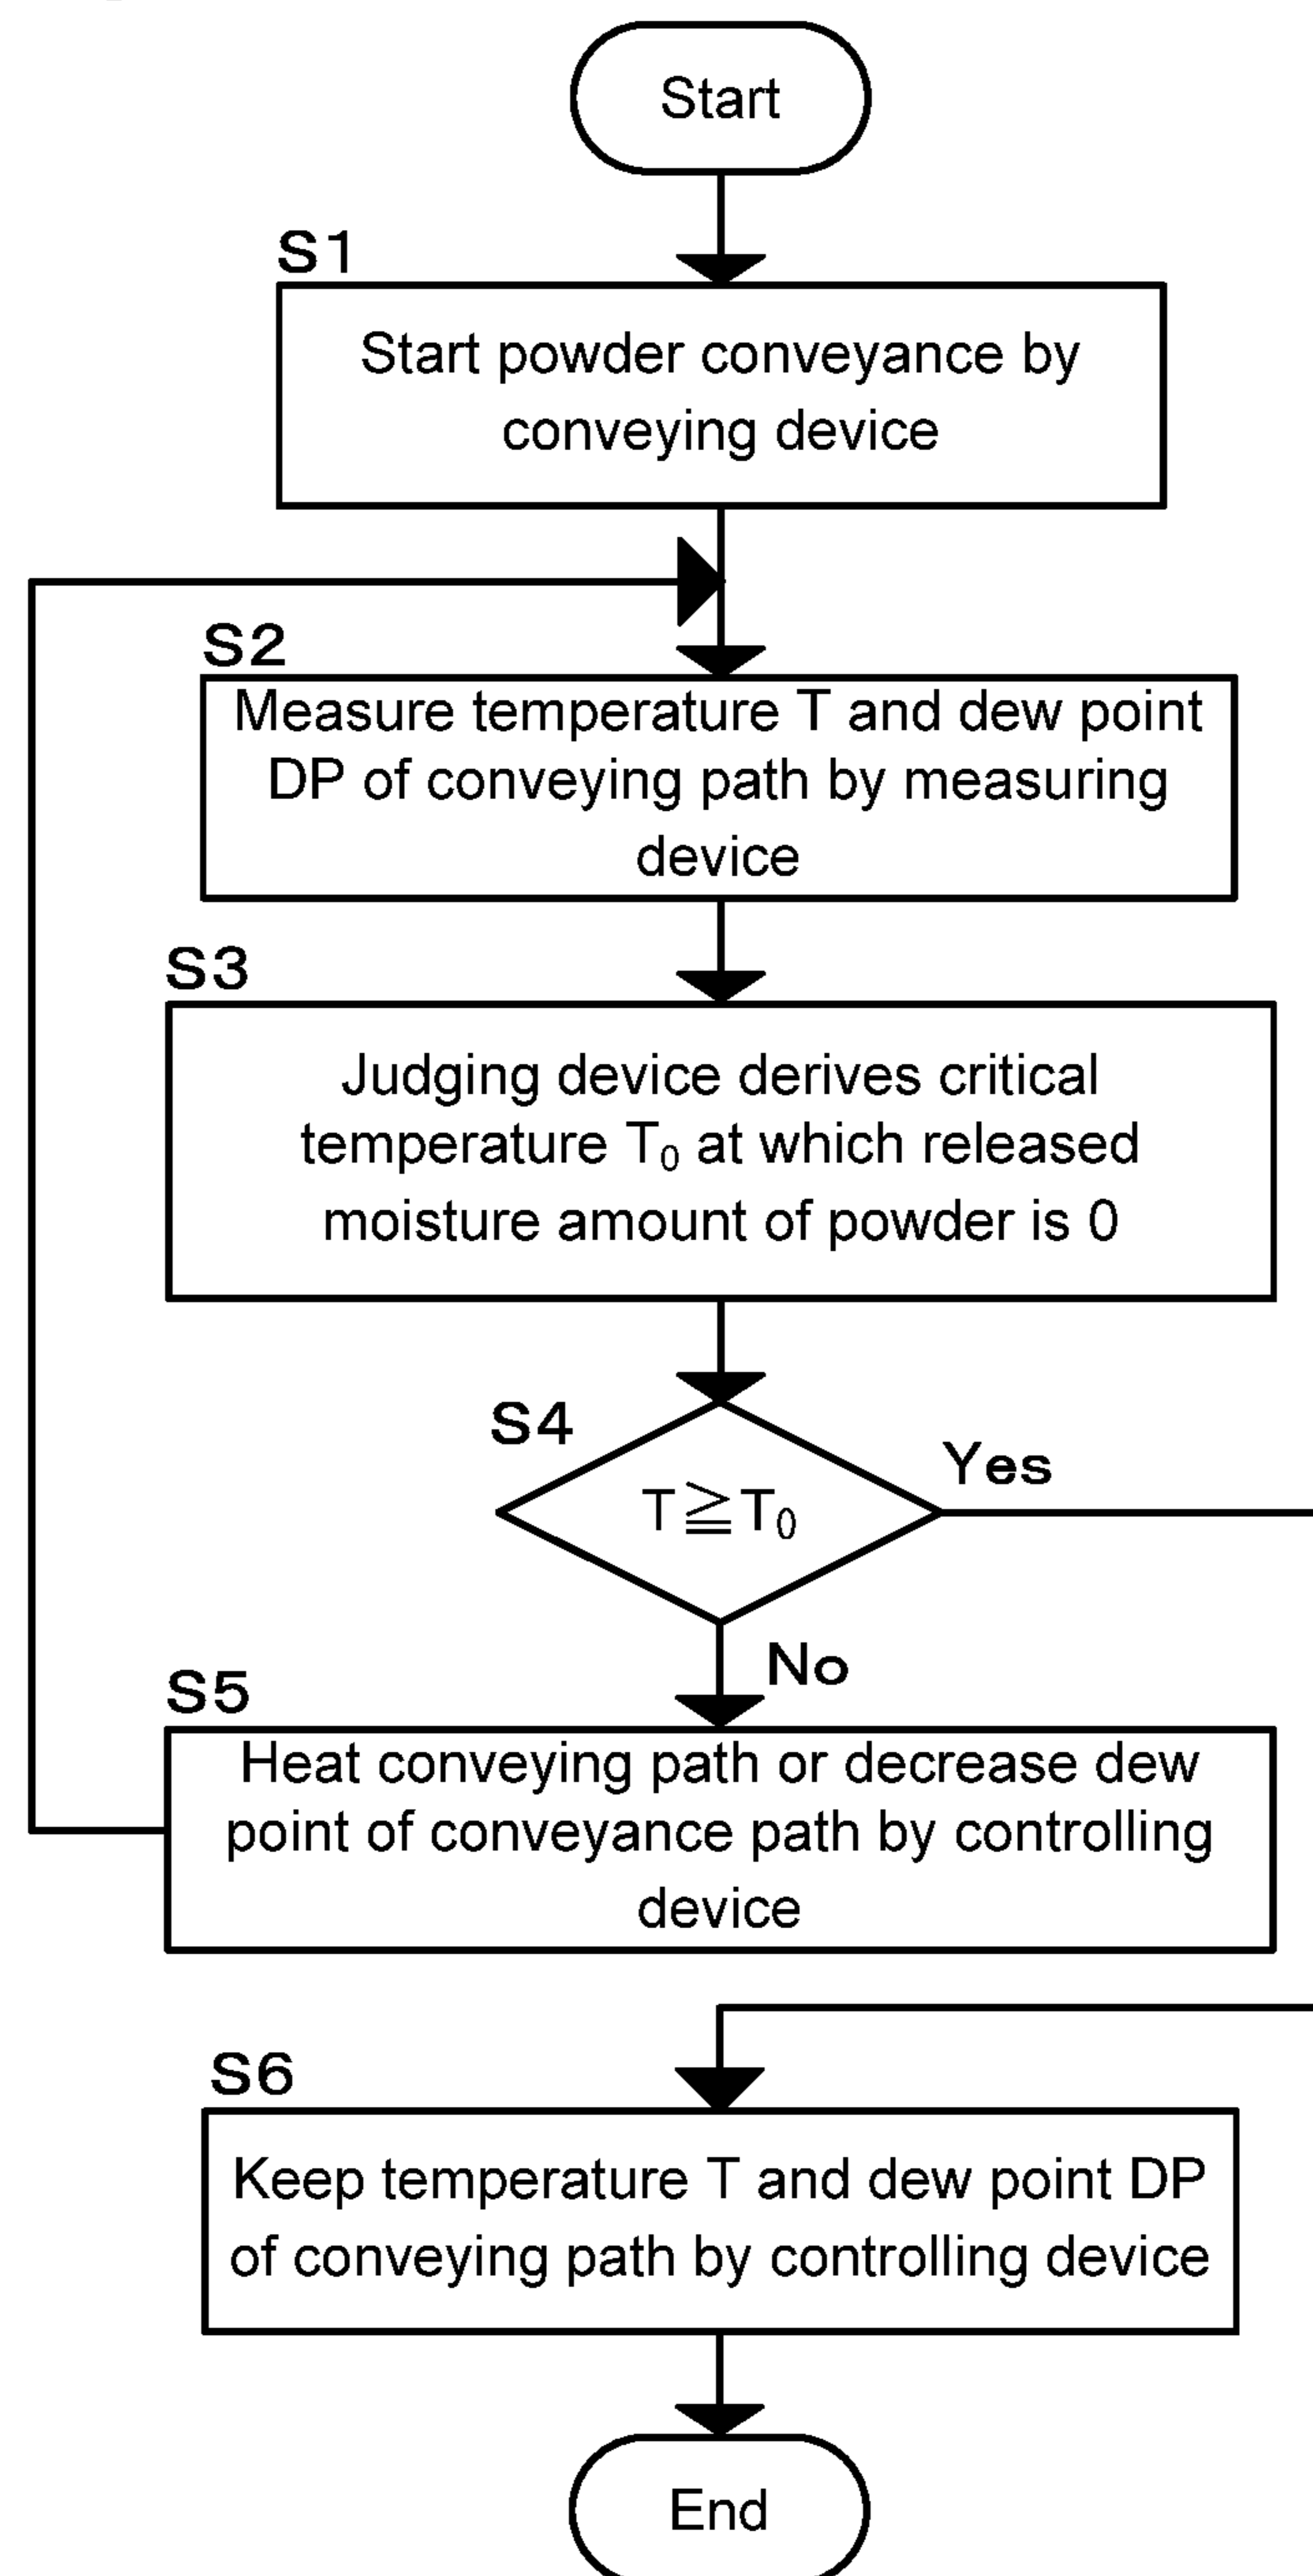 Start
S1
Start powder conveyance by
conveying device
S2
Measure temperature T and dew point
DP of conveying path by measuring
device
S3
Judging device derives critical
temperature T₀ at which released
moisture amount of powder is 0
S4
T≧T₀
Yes
No
S5
Heat conveying path or decrease dew
point of conveyance path by controlling
device
S6
Keep temperature T and dew point DP
of conveying path by controlling device
End